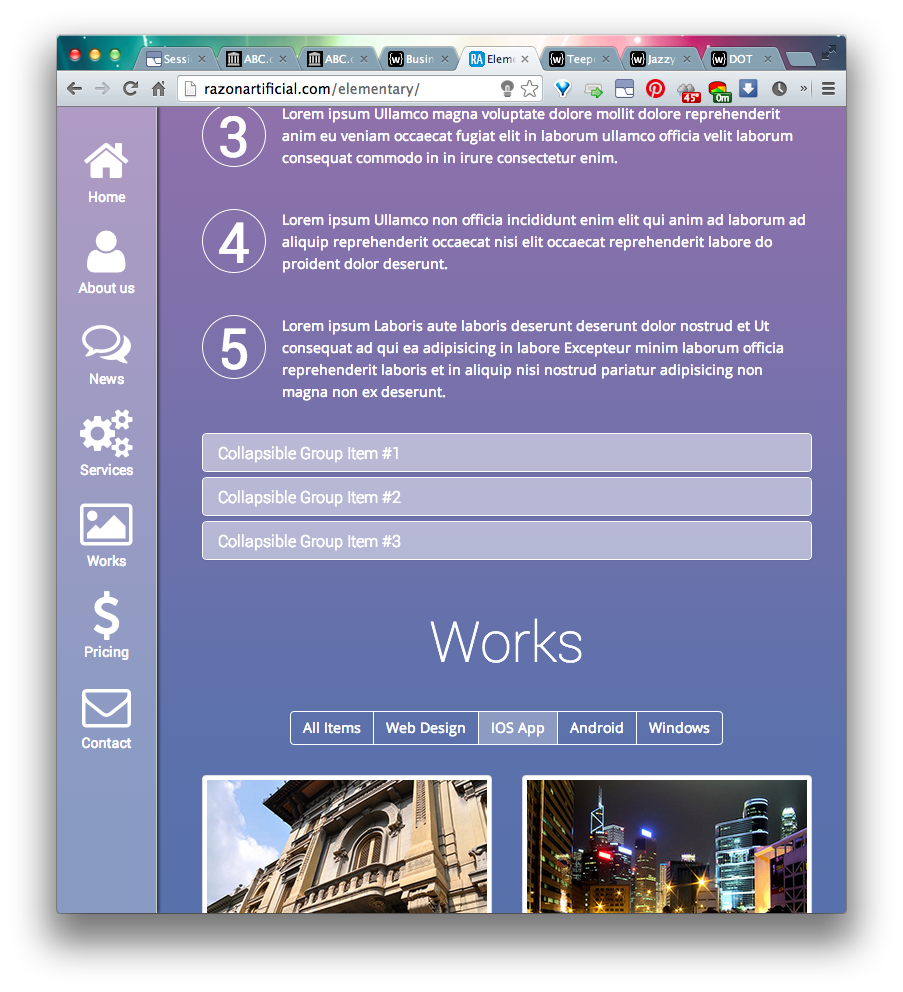 Sessi
ABC.c
ABC.c
Busin
RA
Eleme
Teepe
Jazzy
DOT
razonartificial.com/elementary/
45°
0m
Home
About us
News
Services
Works
Pricing
Contact
3
Lorem ipsum Ullamco magna voluptate dolore mollit dolore reprehenderit
anim eu veniam occaecat fugiat elit in laborum ullamco officia velit laborum
consequat commodo in in irure consectetur enim.
4
Lorem ipsum Ullamco non officia incididunt enim elit qui anim ad laborum ad
aliquip reprehenderit occaecat nisi elit occaecat reprehenderit labore do
proident dolor deserunt.
5
Lorem ipsum Laboris aute laboris deserunt deserunt dolor nostrud et Ut
consequat ad qui ea adipisicing in labore Excepteur minim laborum officia
reprehenderit laboris et in aliquip nisi nostrud pariatur adipisicing non
magna non ex deserunt.
Collapsible Group Item #1
Collapsible Group Item #2
Collapsible Group Item #3
Works
All Items Web Design IOS App Android Windows